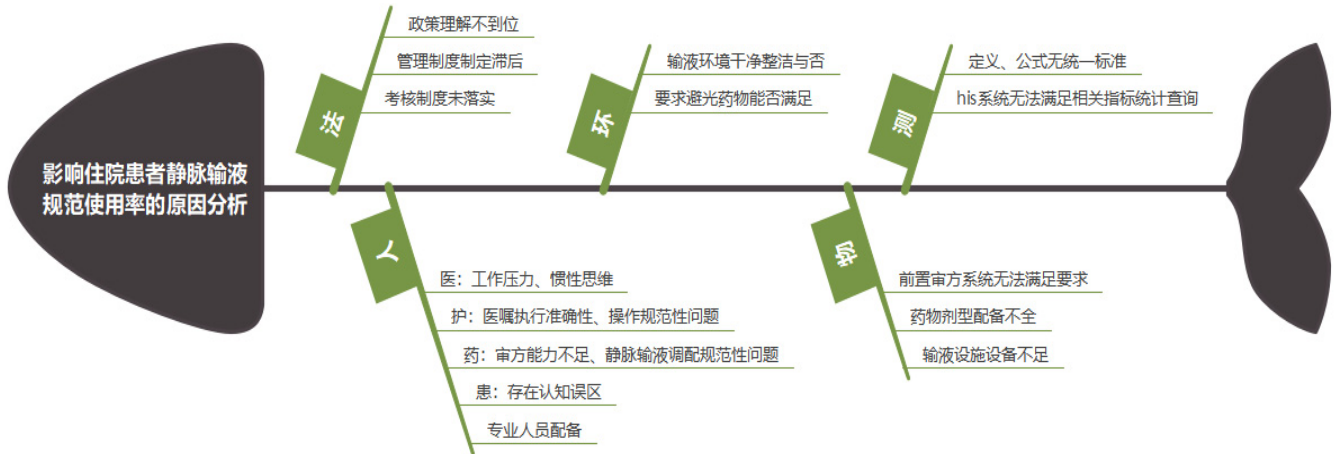 影响住院患者静脉输液
规范使用率的原因分析
法
政策理解不到位
管理制度制定滞后
考核制度未落实
环
输液环境干净整洁与否
要求避光药物能否满足
测
定义、公式无统一标准
his系统无法满足相关指标统计查询
人
医：工作压力、惯性思维
护：医嘱执行准确性、操作规范性问题
药：审方能力不足、静脉输液调配规范性问题
患：存在认知误区
专业人员配备
物
前置审方系统无法满足要求
药物剂型配备不全
输液设施设备不足